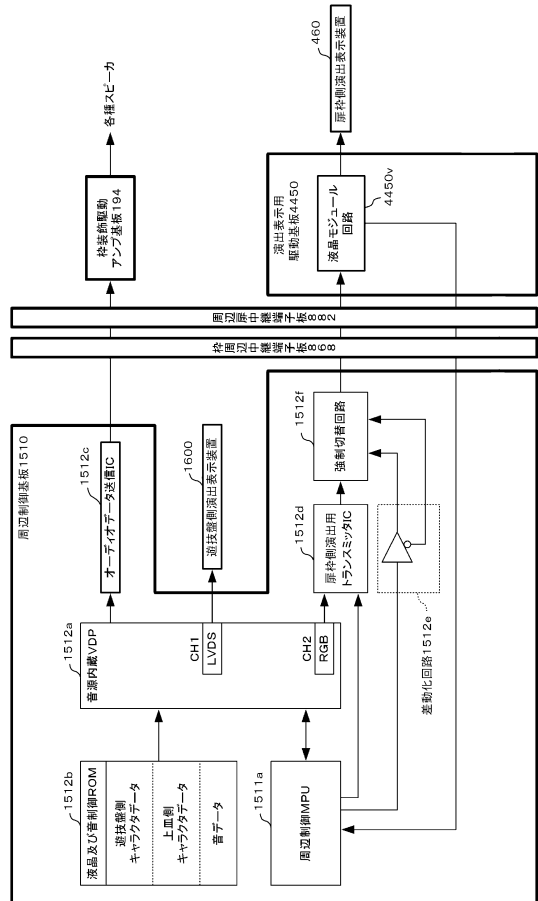 周辺制御基板1510
1512b
液晶及び音制御ROM
遊技盤側
キャラクタデータ
上皿側
キャラクタデータ
音データ
1511a
周辺制御MPU
1512a
音源内蔵VDP
CH1
LVDS
CH2
RGB
1512c
オーディオデータ送信IC
1600
遊技盤側演出表示装置
1512d
扉枠側演出用
トランスミッタIC
差動化回路1512e
1512f
強制切替回路
枠周辺中継端子板868
周辺扉中継端子板882
枠装飾駆動
アンプ基板194
各種スピーカ
演出表示用
駆動基板4450
液晶モジュール
回路
4450v
460
扉枠側演出表示装置